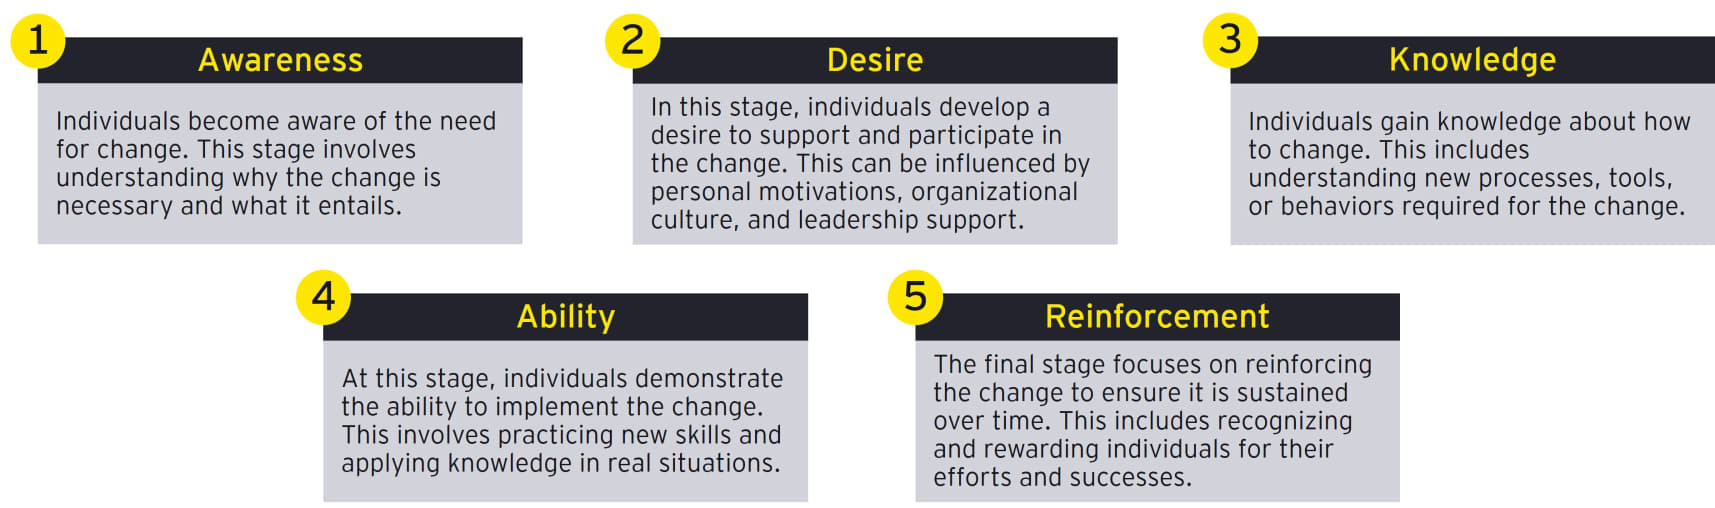 1
Awareness
Individuals become aware of the need
for change. This stage involves
understanding why the change is
necessary and what it entails.
2
Desire
In this stage, individuals develop a
desire to support and participate in
the change. This can be influenced by
personal motivations, organizational
culture, and leadership support.
3
Knowledge
Individuals gain knowledge about how
to change. This includes
understanding new processes, tools,
or behaviors required for the change.
4
Ability
At this stage, individuals demonstrate
the ability to implement the change.
This involves practicing new skills and
applying knowledge in real situations.
5
Reinforcement
The final stage focuses on reinforcing
the change to ensure it is sustained
over time. This includes recognizing
and rewarding individuals for their
efforts and successes.